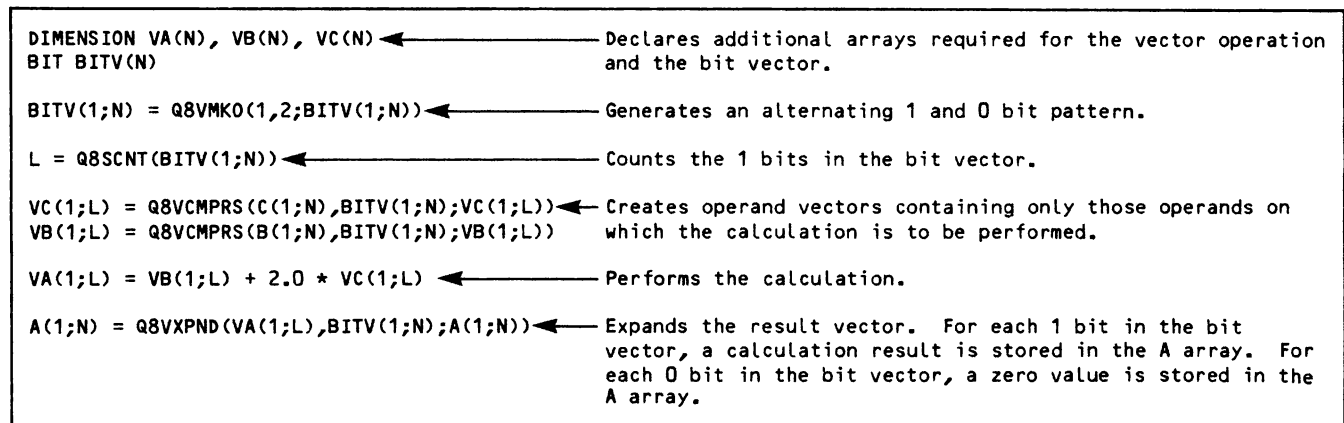 DIMENSION VA(N), VB(N), VC(N) Declares additional arrays required for the vector operation
BIT BITV(N) and the bit vector.
BITV(1;N) = Q8VMKO(1,2;BITV(1;N)) Generates an alternating 1 and 0 bit pattern.
L = Q8SCNT(BITV(1;N)) Counts the 1 bits in the bit vector.
VC(1;L) = Q8VCMPRS(C(1;N),BITV(1;N);VC(1;L)) Creates operand vectors containing only those operands on
VB(1;L) = Q8VCMPRS(B(1;N),BITV(1;N);VB(1;L)) which the calculation is to be performed.
VA(1;L) = VB(1;L) + 2.0 * VC(1;L) Performs the calculation.
A(1;N) = Q8VXPND(VA(1;L),BITV(1;N);A(1;N)) Expands the result vector. For each 1 bit in the bit
vector, a calculation result is stored in the A array. For
each 0 bit in the bit vector, a zero value is stored in the
A array.